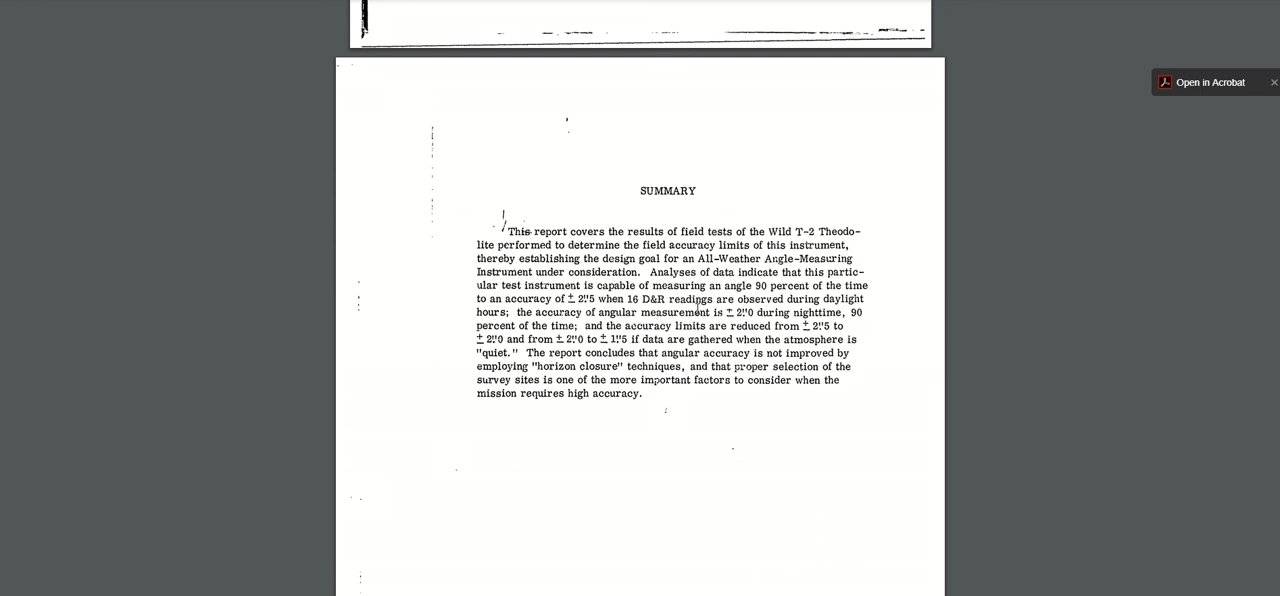 Open in Acrobat
SUMMARY
This report covers the results of field tests of the Wild T-2 Theodo-
lite performed to determine the field accuracy limits of this instrument,
thereby establishing the design goal for an All-Weather Angle-Measuring
Instrument under consideration. Analyses of data indicate that this partic-
ular test instrument is capable of measuring an angle 90 percent of the time
to an accuracy of ± 2".5 when 16 D&R readings are observed during daylight
hours; the accuracy of angular measurement is ± 2".0 during nighttime, 90
percent of the time; and the accuracy limits are reduced from ± 2".5 to
± 2".0 and from ± 2".0 to ± 1".5 if data are gathered when the atmosphere is
"quiet." The report concludes that angular accuracy is not improved by
employing "horizon closure" techniques, and that proper selection of the
survey sites is one of the more important factors to consider when the
mission requires high accuracy.